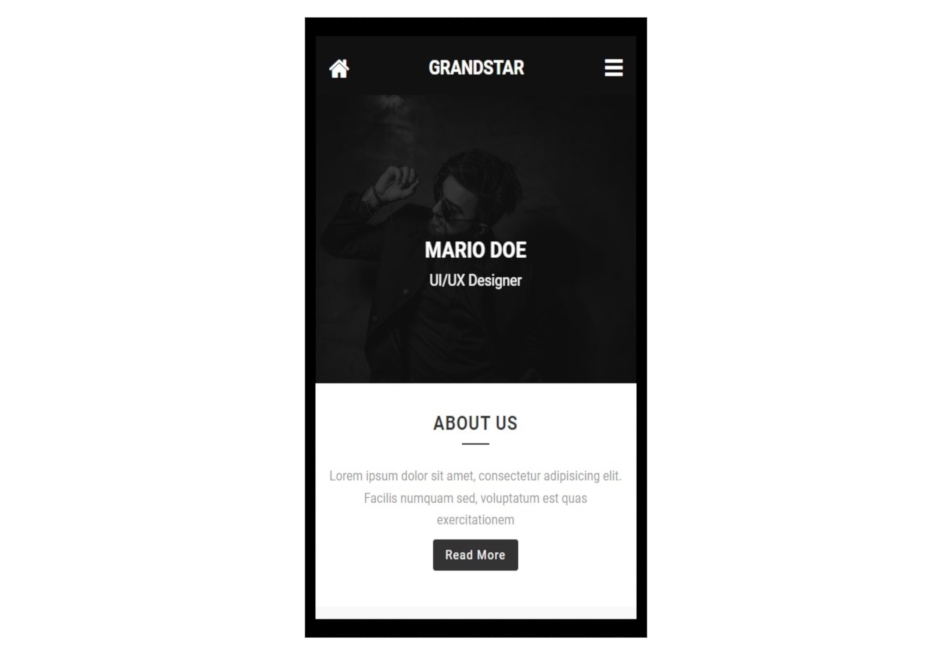 GRANDSTAR
MARIO DOE
UI/UX Designer
ABOUT US
Lorem ipsum dolor sit amet, consectetur adipisicing elit.
Facilis numquam sed, voluptatum est quas
exercitationem
Read More